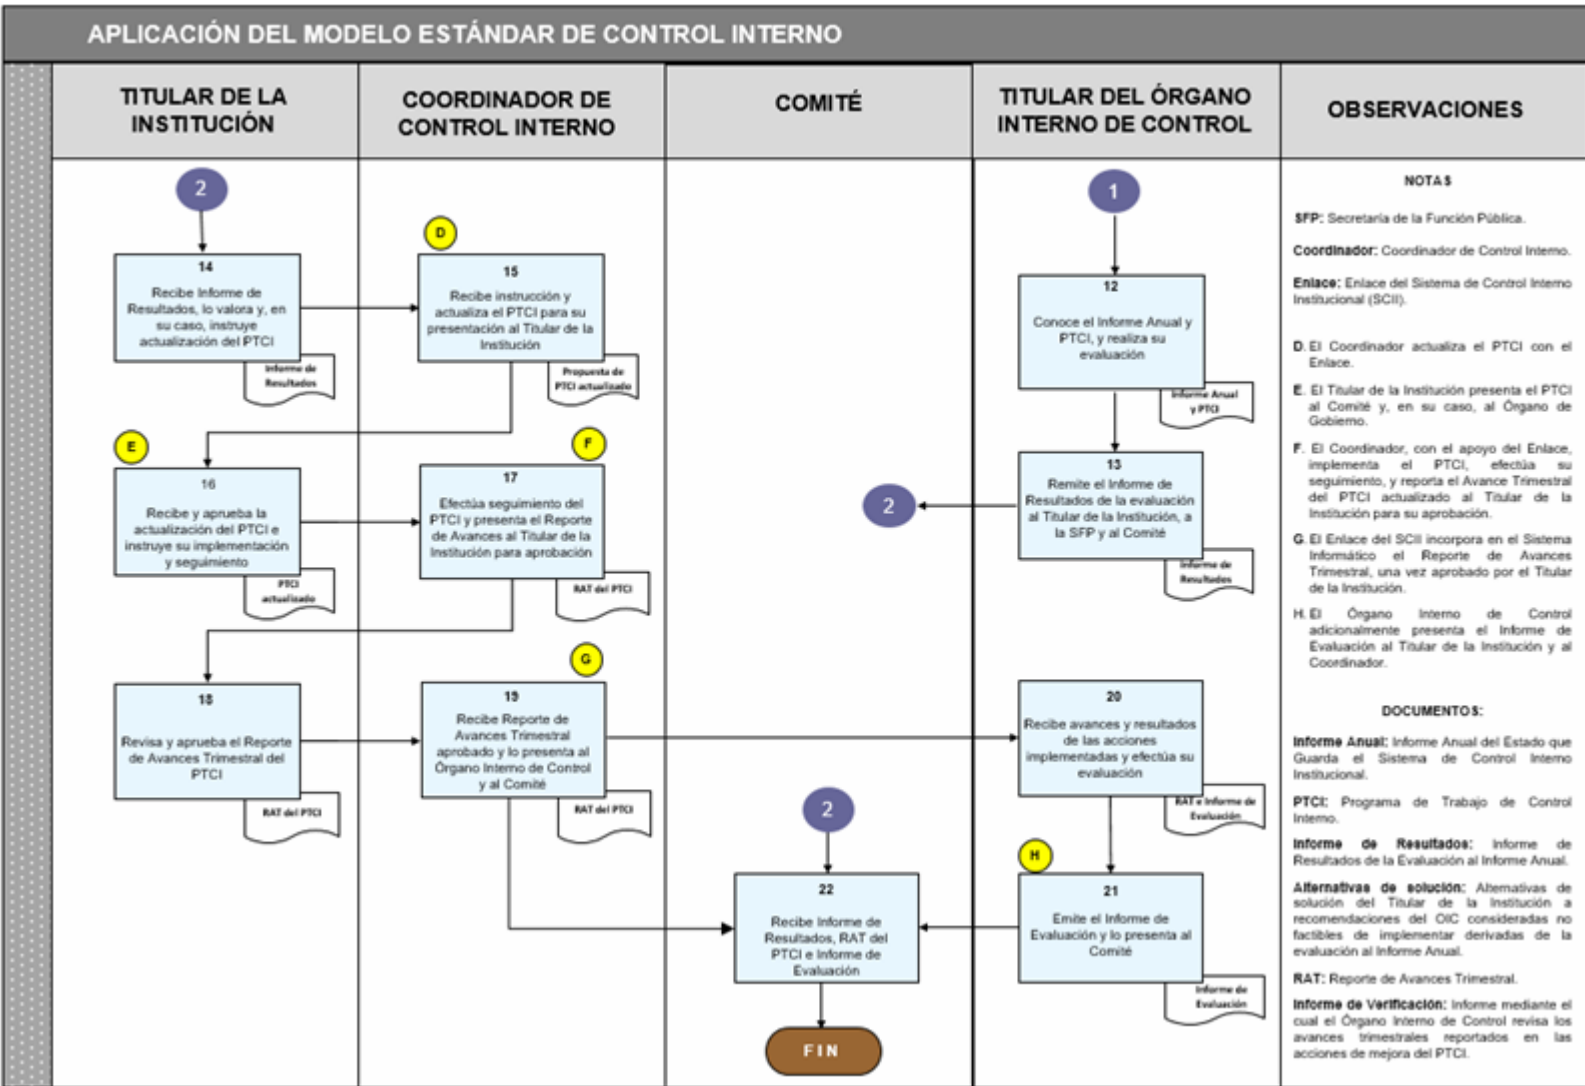 APLICACIÓN DEL MODELO ESTÁNDAR DE CONTROL INTERNO
TITULAR DE LA
INSTITUCIÓN
COORDINADOR DE
CONTROL INTERNO
COMITÉ
TITULAR DEL ÓRGANO
INTERNO DE CONTROL
OBSERVACIONES
2
14
Recibe Informe de
Resultados, lo valora y, en
su caso, instruye
actualización del PTCI
Informe de
Resultados
D
15
Recibe instrucción y
actualiza el PTCI para su
presentación al Titular de la
Institución
Propuesta de
PTCI actualizado
1
12
Conoce el Informe Anual y
PTCI, y realiza su
evaluación
Informe Anual
y PTCI
E
16
Recibe y aprueba la
actualización del PTCI e
instruye su implementación
y seguimiento
PTCI
actualizado
F
17
Efectúa seguimiento del
PTCI y presenta el Reporte
de Avances al Titular de la
Institución para aprobación
RAT del PTCI
2
13
Remite el Informe de
Resultados de la evaluación
al Titular de la Institución, a
la SFP y al Comité
Informe de
Resultados
18
Revisa y aprueba el Reporte
de Avances Trimestral del
PTCI
RAT del PTCI
G
19
Recibe Reporte de
Avances Trimestral
aprobado y lo presenta al
Órgano Interno de Control
y al Comité
RAT del PTCI
20
Recibe avances y resultados
de las acciones
implementadas y efectúa su
evaluación
RAT e Informe de
Evaluación
2
22
Recibe Informe de
Resultados, RAT del
PTCI e Informe de
Evaluación
FIN
H
21
Emite el Informe de
Evaluación y lo presenta al
Comité
Informe de
Evaluación
NOTAS
SFP: Secretaría de la Función Pública.
Coordinador: Coordinador de Control Interno.
Enlace: Enlace del Sistema de Control Interno
Institucional (SCII).
D. El Coordinador actualiza el PTCI con el
Enlace.
E. El Titular de la Institución presenta el PTCI
al Comité y, en su caso, al Órgano de
Gobierno.
F. El Coordinador, con el apoyo del Enlace,
implementa el PTCI, efectúa su
seguimiento, y reporta el Avance Trimestral
del PTCI actualizado al Titular de la
Institución para su aprobación.
G. El Enlace del SCII incorpora en el Sistema
Informático el Reporte de Avances
Trimestral, una vez aprobado por el Titular
de la Institución.
H. El Órgano Interno de Control
adicionalmente presenta el Informe de
Evaluación al Titular de la Institución y al
Coordinador.
DOCUMENTOS:
Informe Anual: Informe Anual del Estado que
Guarda el Sistema de Control Interno
Institucional.
PTCI: Programa de Trabajo de Control
Interno.
Informe de Resultados: Informe de
Resultados de la Evaluación al Informe Anual.
Alternativas de solución: Alternativas de
solución del Titular de la Institución a
recomendaciones del OIC consideradas no
factibles de implementar derivadas de la
evaluación al Informe Anual.
RAT: Reporte de Avances Trimestral.
Informe de Verificación: Informe mediante el
cual el Órgano Interno de Control revisa los
avances trimestrales reportados en las
acciones de mejora del PTCI.